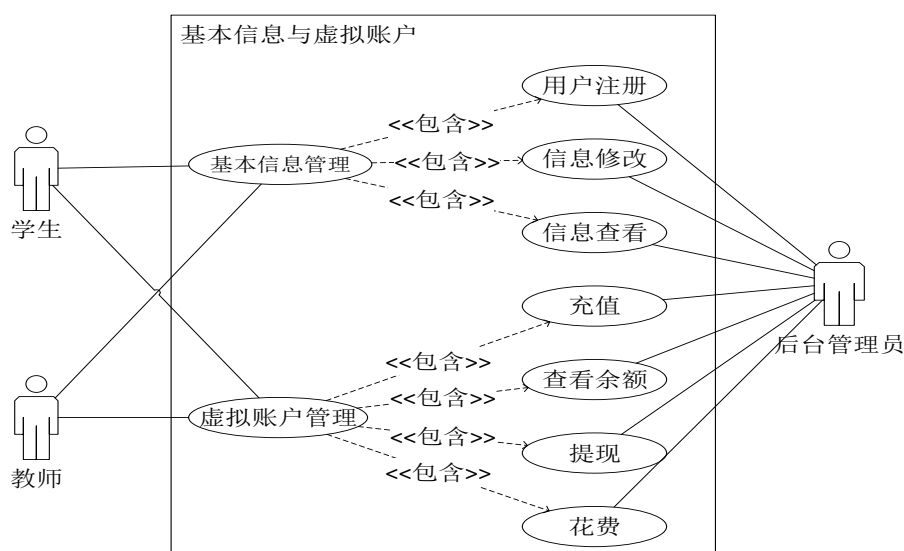 基本信息与虚拟账户
用户注册
<<包含>>
基本信息管理
<<包含>>
信息修改
<<包含>>
信息查看
学生
充值
后台管理员
<<包含>>
查看余额
<<包含>>
虚拟账户管理
<<包含>>
提现
<<包含>>
教师
花费